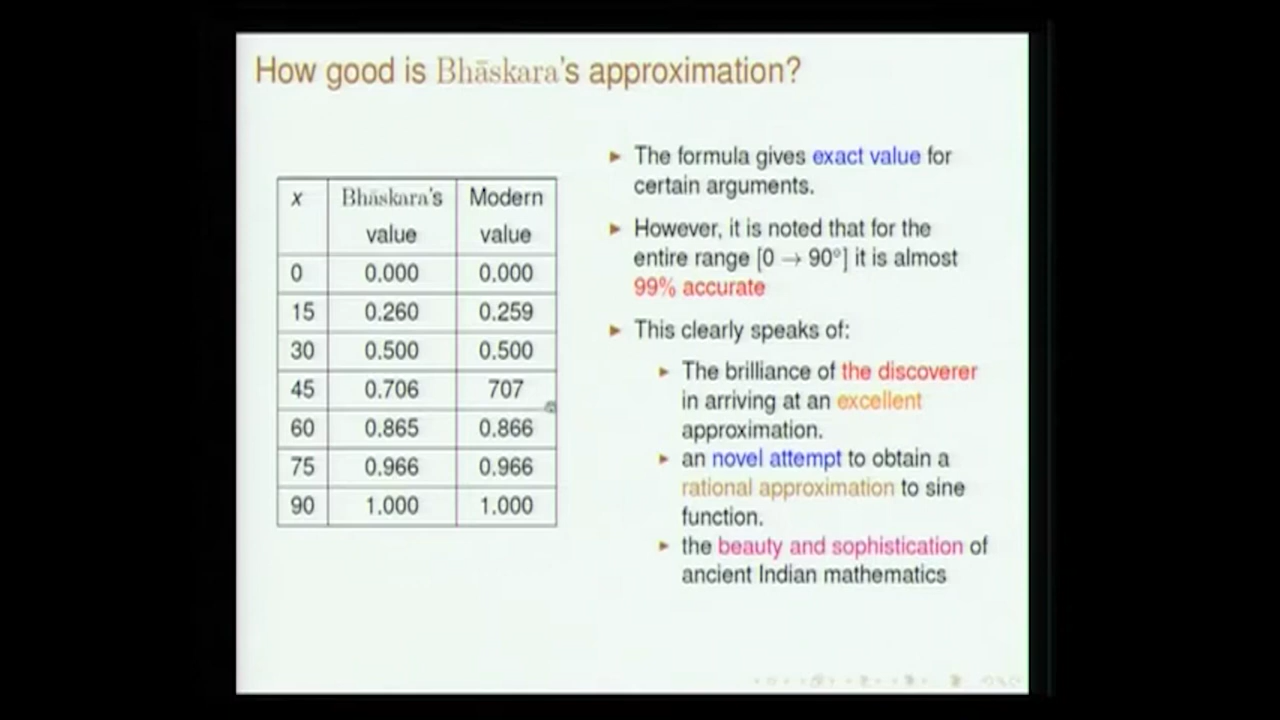 How good is Bhāskara's approximation?
x Bhāskara's Modern
value value
0 0.000 0.000
15 0.260 0.259
30 0.500 0.500
45 0.706 707
60 0.865 0.866
75 0.966 0.966
90 1.000 1.000
► The formula gives exact value for
certain arguments.
► However, it is noted that for the
entire range [0 → 90°] it is almost
99% accurate
► This clearly speaks of:
► The brilliance of the discoverer
in arriving at an excellent
approximation.
► an novel attempt to obtain a
rational approximation to sine
function.
► the beauty and sophistication of
ancient Indian mathematics